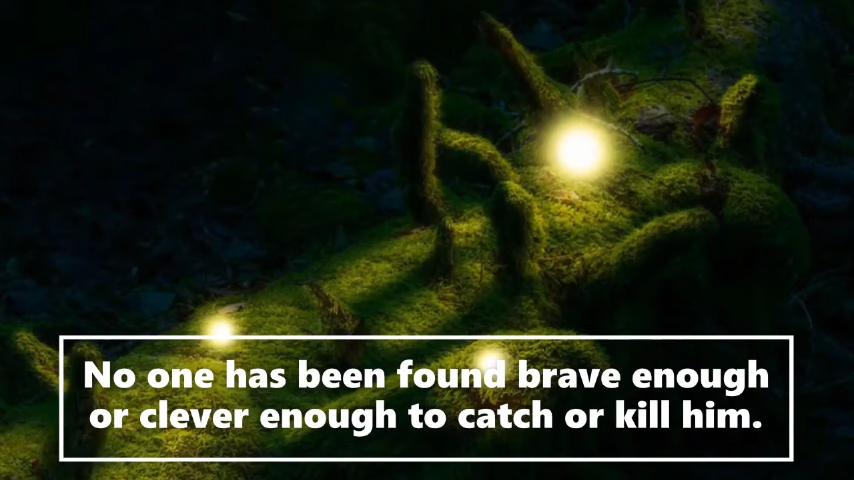 No one has been found brave enough
or clever enough to catch or kill him.